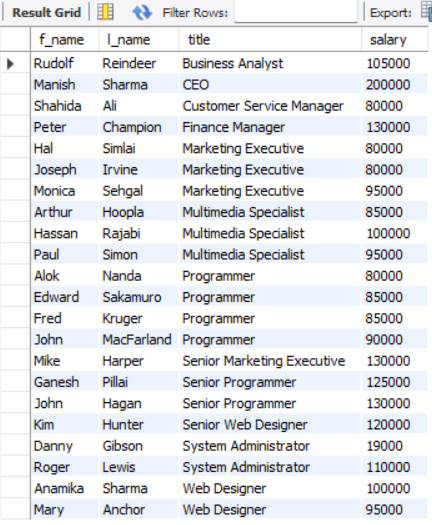 Result Grid Filter Rows: Export:
f_name l_name title salary
Rudolf Reindeer Business Analyst 105000
Manish Sharma CEO 200000
Shahida Ali Customer Service Manager 80000
Peter Champion Finance Manager 130000
Hal Simlai Marketing Executive 80000
Joseph Irvine Marketing Executive 80000
Monica Sehgal Marketing Executive 95000
Arthur Hoopla Multimedia Specialist 85000
Hassan Rajabi Multimedia Specialist 100000
Paul Simon Multimedia Specialist 95000
Alok Nanda Programmer 80000
Edward Sakamuro Programmer 85000
Fred Kruger Programmer 85000
John MacFarland Programmer 90000
Mike Harper Senior Marketing Executive 130000
Ganesh Pillai Senior Programmer 125000
John Hagan Senior Programmer 130000
Kim Hunter Senior Web Designer 120000
Danny Gibson System Administrator 19000
Roger Lewis System Administrator 110000
Anamika Sharma Web Designer 100000
Mary Anchor Web Designer 95000